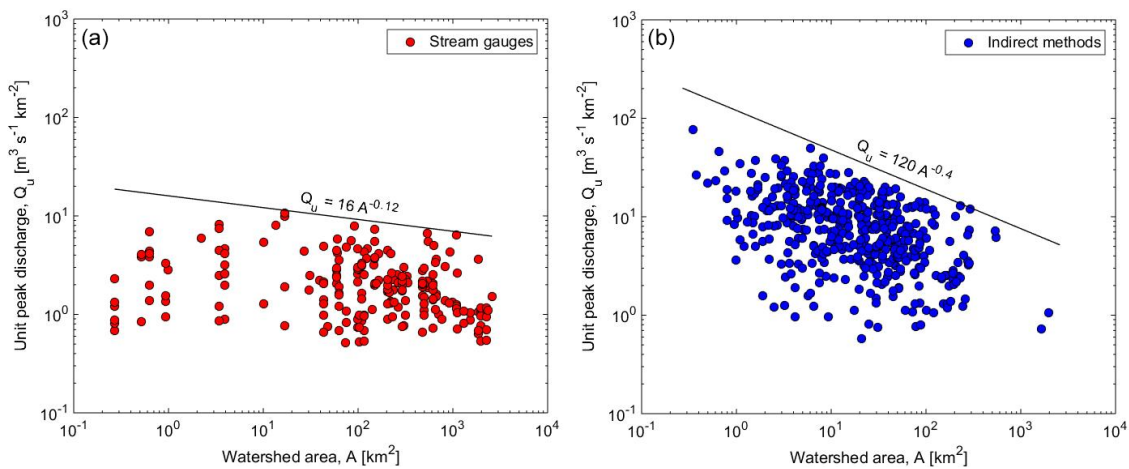 (a)
Stream gauges
10^3
10^2
10^1
10^0
10^-1
Unit peak discharge, Q_u [m^3 s^-1 km^-2]
Q_u = 16 A^-0.12
10^-1 10^0 10^1 10^2 10^3 10^4
Watershed area, A [km^2]
(b)
Indirect methods
10^3
10^2
10^1
10^0
10^-1
Unit peak discharge, Q_u [m^3 s^-1 km^-2]
Q_u = 120 A^-0.4
10^-1 10^0 10^1 10^2 10^3 10^4
Watershed area, A [km^2]